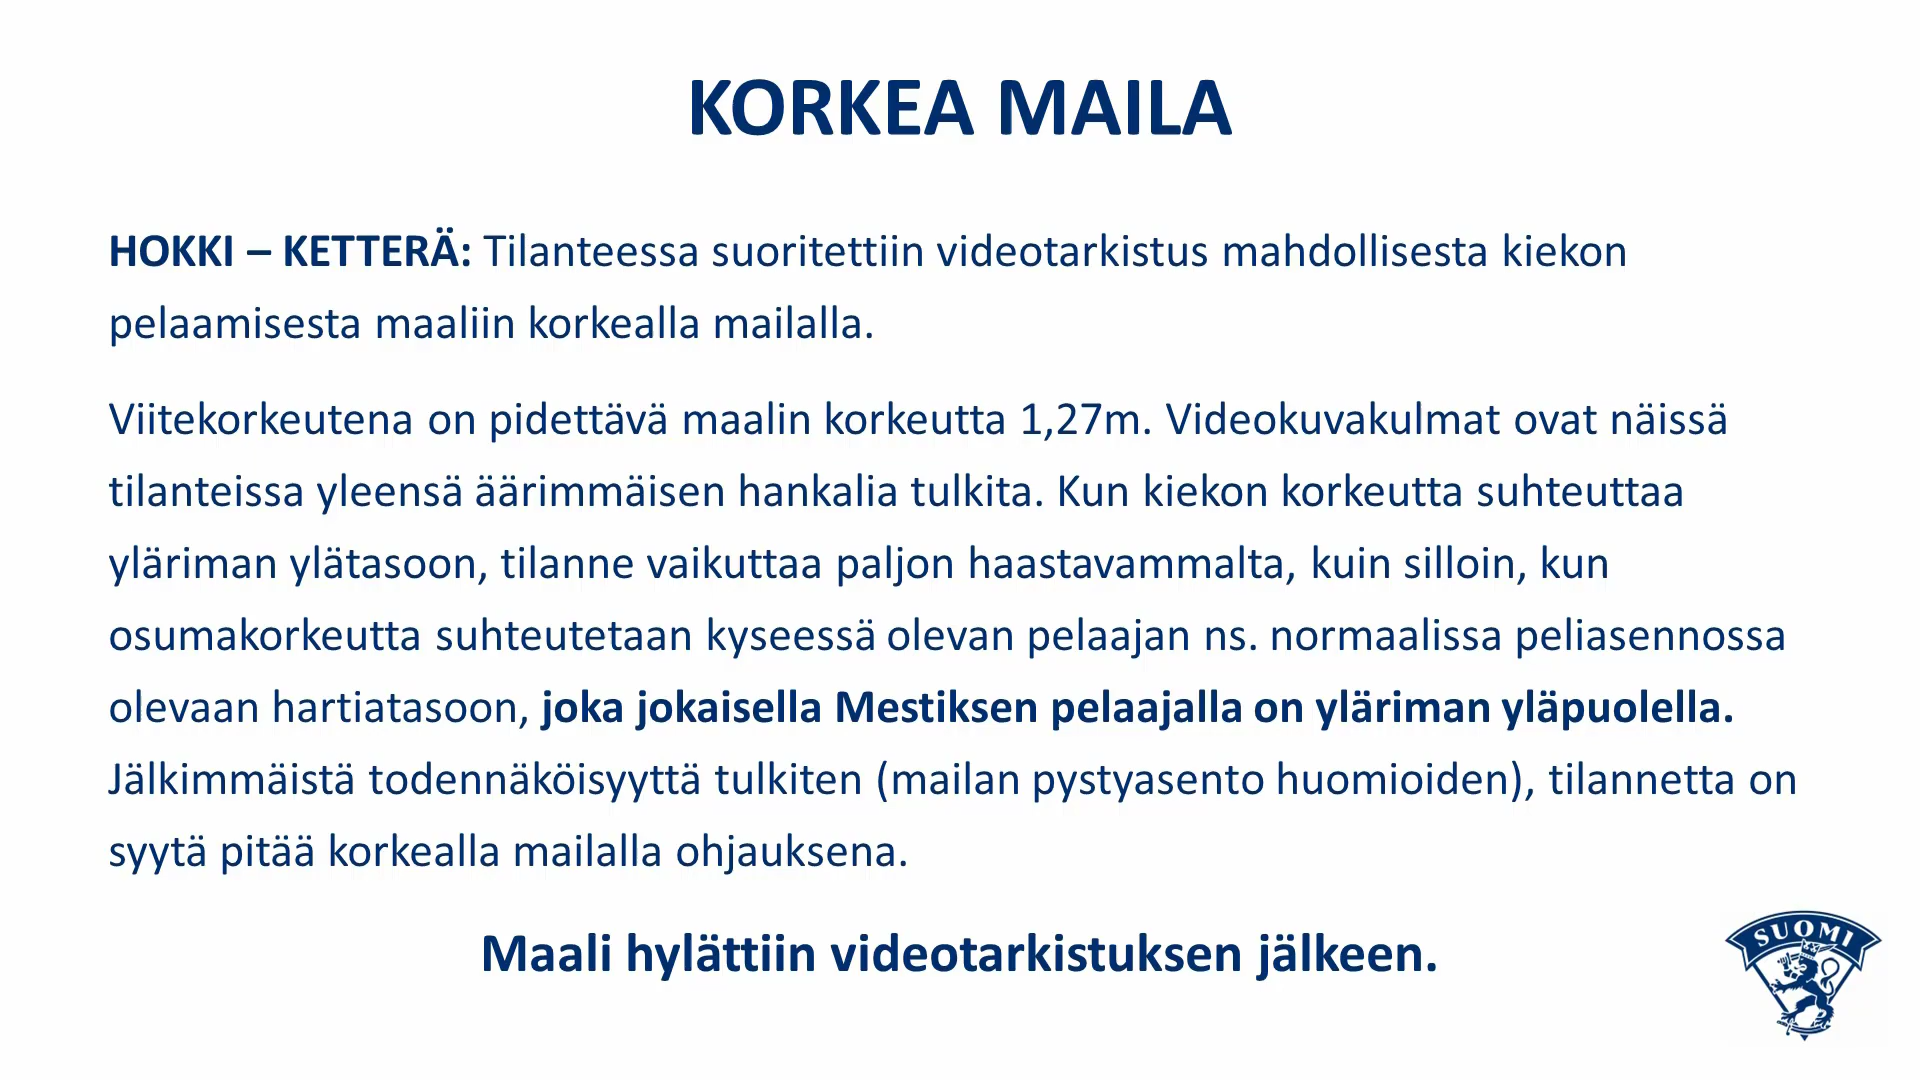 KORKEA MAILA
HOKKI – KETTERÄ: Tilanteessa suoritettiin videotarkistus mahdollisesta kiekon
pelaamisesta maaliin korkealla mailalla.
Viitekorkeutena on pidettävä maalin korkeutta 1,27m. Videokuvakulmat ovat näissä
tilanteissa yleensä äärimmäisen hankalia tulkita. Kun kiekon korkeutta suhteuttaa
yläriman ylätasoon, tilanne vaikuttaa paljon haastavammalta, kuin silloin, kun
osumakorkeutta suhteutetaan kyseessä olevan pelaajan ns. normaalissa peliasennossa
olevaan hartiatasoon, joka jokaisella Mestiksen pelaajalla on yläriman yläpuolella.
Jälkimmäistä todennäköisyyttä tulkiten (mailan pystyasento huomioiden), tilannetta on
syytä pitää korkealla mailalla ohjauksena.
Maali hylättiin videotarkistuksen jälkeen.
SUOMI